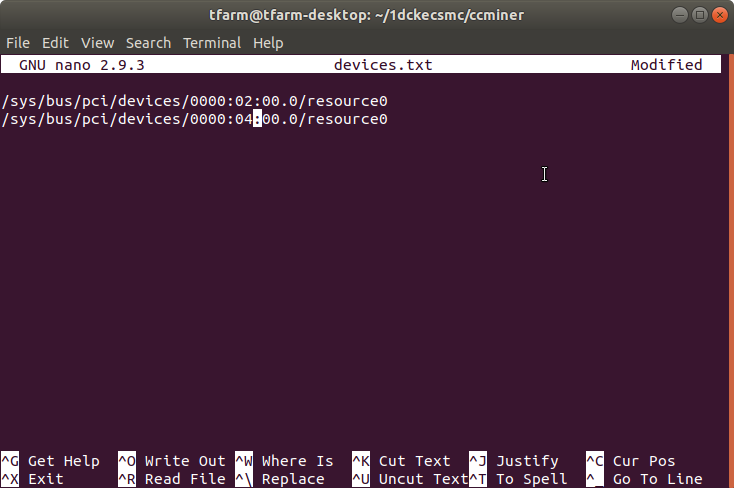 tfarm@tfarm-desktop: ~/1dckecsmc/ccminer
File Edit View Search Terminal Help
GNU nano 2.9.3 devices.txt Modified
/sys/bus/pci/devices/0000:02:00.0/resource0
/sys/bus/pci/devices/0000:04:00.0/resource0
^G Get Help ^O Write Out ^W Where Is ^K Cut Text ^J Justify ^C Cur Pos
^X Exit ^R Read File ^\ Replace ^U Uncut Text^T To Spell ^_ Go To Line